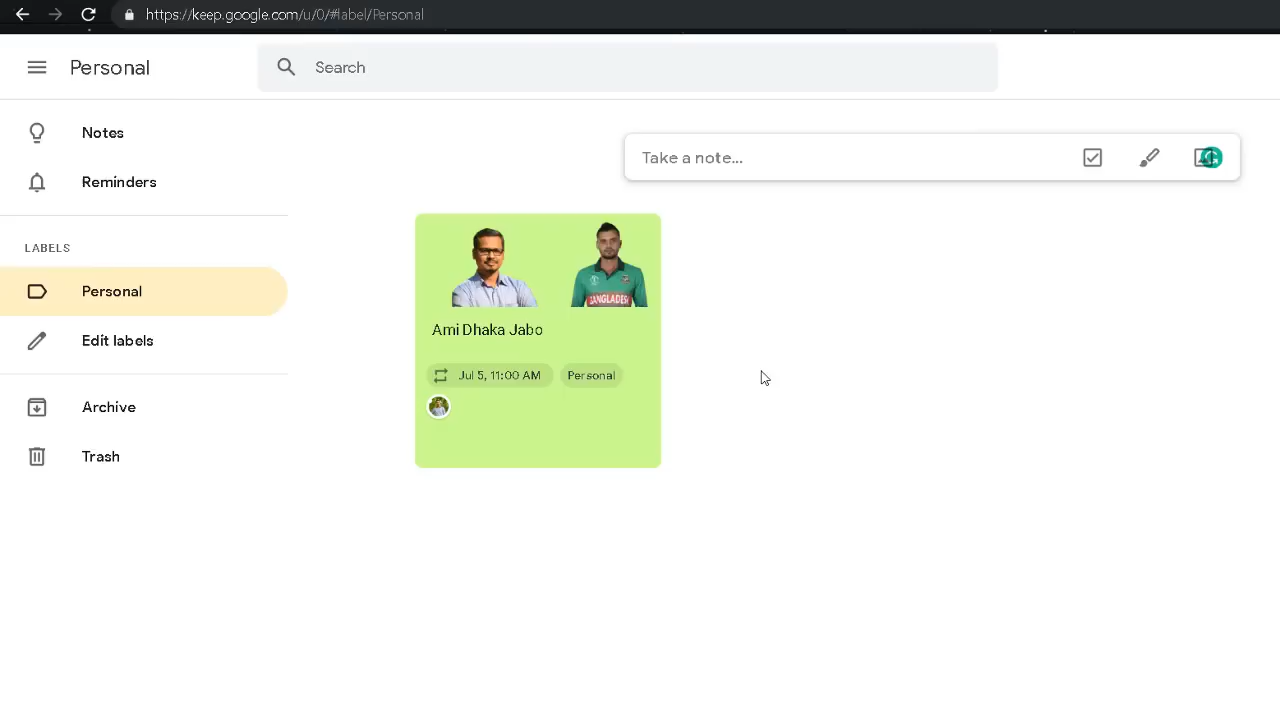 https://keep.google.com/u/0/#label/Personal
Personal
Search
Notes
Take a note...
Reminders
LABELS
Personal
Edit labels
Archive
Trash
BANGLADESH
Ami Dhaka Jabo
Jul 5, 11:00 AM Personal